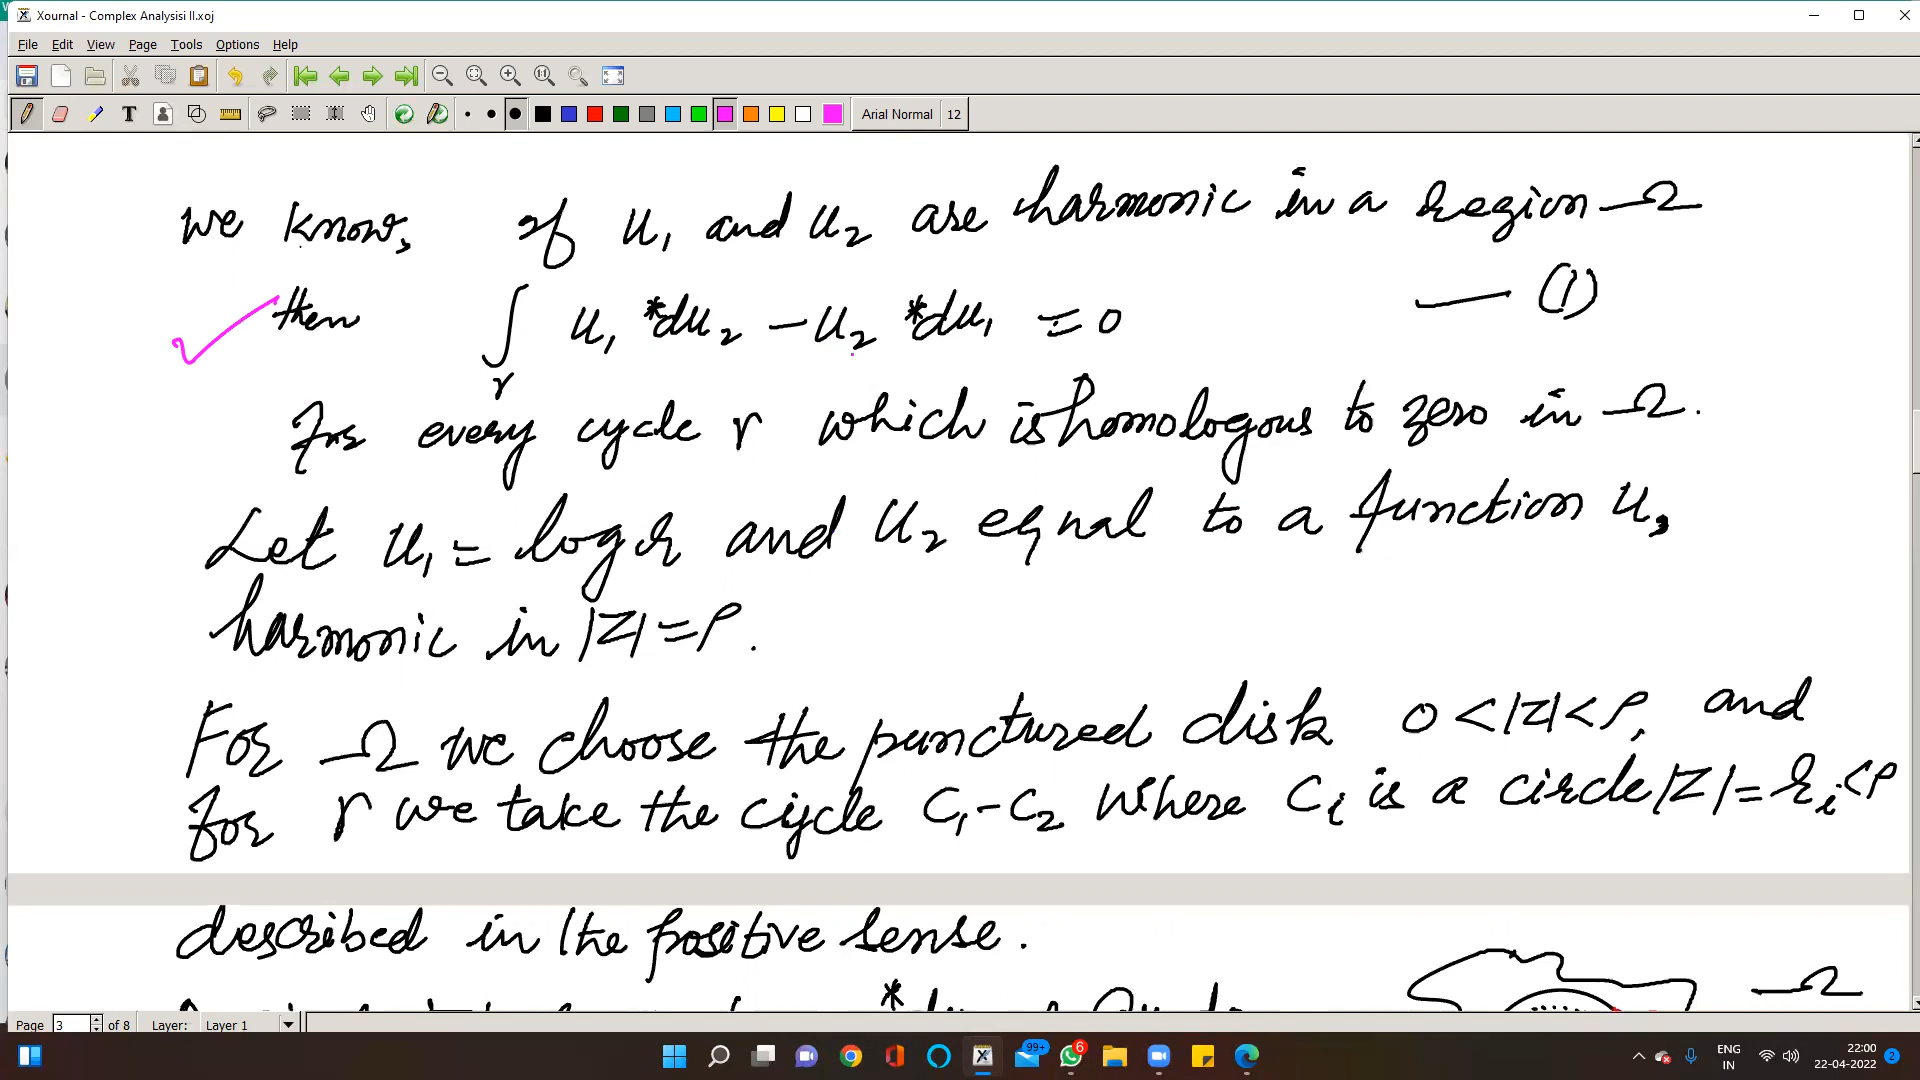 Xournal - Complex Analysisi II.xoj
File Edit View Page Tools Options Help
Arial Normal 12
We know, if u₁ and u₂ are harmonic in a region Ω
then ∫_γ u₁ *du₂ - u₂ *du₁ = 0 — (1)
for every cycle γ which is homologous to zero in Ω.
Let u₁ = log r and u₂ equal to a function u,
harmonic in |Z| = ρ.
For Ω we choose the punctured disk 0 < |Z| < ρ, and
for γ we take the cycle C₁ - C₂ where Cᵢ is a circle |Z| = rᵢ < ρ
described in the positive sense.
Ω
Page 3 of 8 Layer: Layer 1
99+
6
ENG
IN
22:00
22-04-2022
2